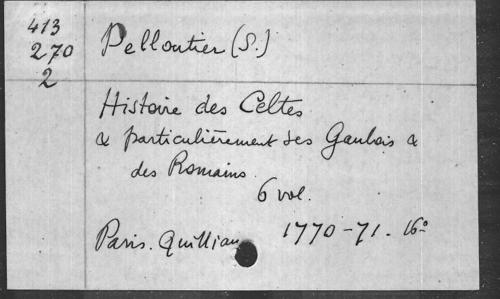 413
270
2
Pelloutier (S.)
Histoire des Celtes
& particulièrement des Gaulois &
des Romains.
6 vol.
Paris. Quillau 1770-71. 16°